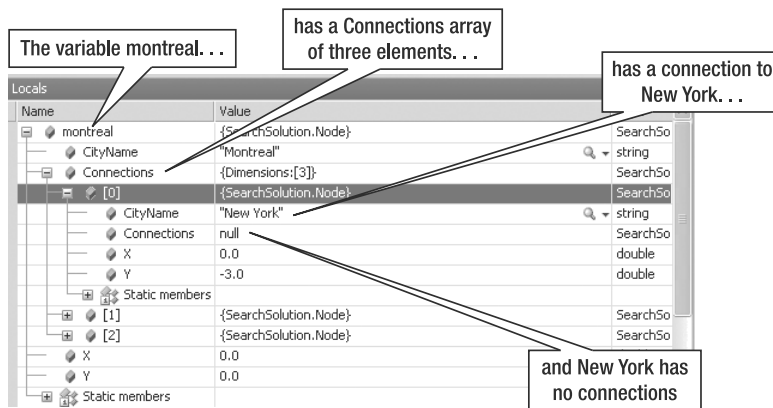 has a Connections array
of three elements. . .
The variable montreal. . .
has a connection to
New York. . .
Locals
Name Value
montreal {SearchSolution.Node} SearchSo
CityName "Montreal" string
Connections {Dimensions:[3]} SearchSo
[0] {SearchSolution.Node} SearchSo
CityName "New York" string
Connections null SearchSo
X 0.0 double
Y -3.0 double
Static members
[1] {SearchSolution.Node} SearchSo
[2] {SearchSolution.Node} SearchSo
X 0.0
Y 0.0
Static members
and New York has
no connections